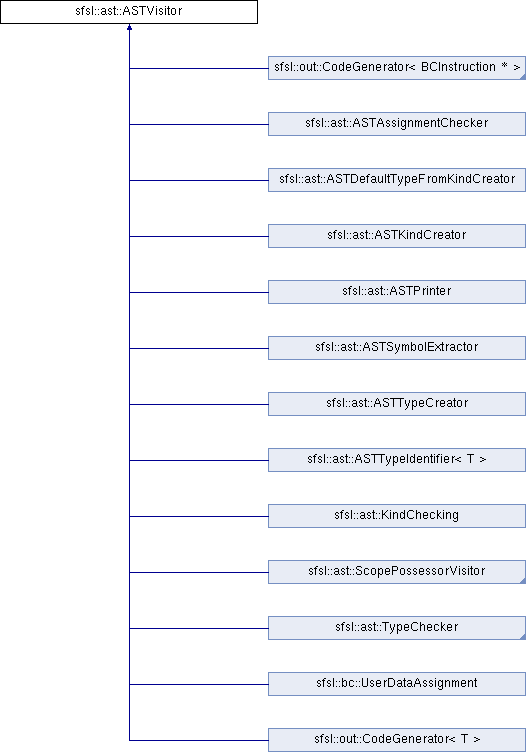 sfsl::ast::ASTVisitor
sfsl::out::CodeGenerator< BCInstruction * >
sfsl::ast::ASTAssignmentChecker
sfsl::ast::ASTDefaultTypeFromKindCreator
sfsl::ast::ASTKindCreator
sfsl::ast::ASTPrinter
sfsl::ast::ASTSymbolExtractor
sfsl::ast::ASTTypeCreator
sfsl::ast::ASTTypeIdentifier< T >
sfsl::ast::KindChecking
sfsl::ast::ScopePossessorVisitor
sfsl::ast::TypeChecker
sfsl::bc::UserDataAssignment
sfsl::out::CodeGenerator< T >